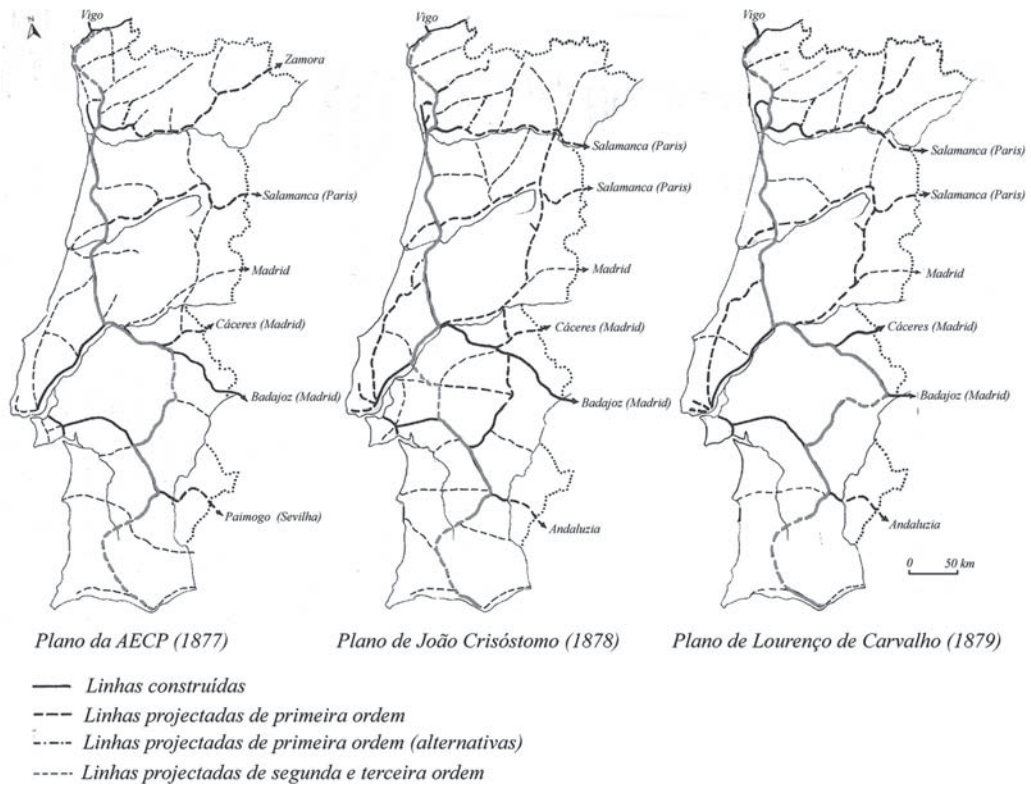 N
Vigo
Zamora
Salamanca (Paris)
Madrid
Cáceres (Madrid)
Badajoz (Madrid)
Paimogo (Sevilha)
Plano da AECP (1877)
Vigo
Salamanca (Paris)
Salamanca (Paris)
Madrid
Cáceres (Madrid)
Badajoz (Madrid)
Andaluzia
Plano de João Crisóstomo (1878)
Vigo
Salamanca (Paris)
Salamanca (Paris)
Madrid
Cáceres (Madrid)
Badajoz (Madrid)
Andaluzia
0 50 km
Plano de Lourenço de Carvalho (1879)
Linhas construídas
Linhas projectadas de primeira ordem
Linhas projectadas de primeira ordem (alternativas)
Linhas projectadas de segunda e terceira ordem